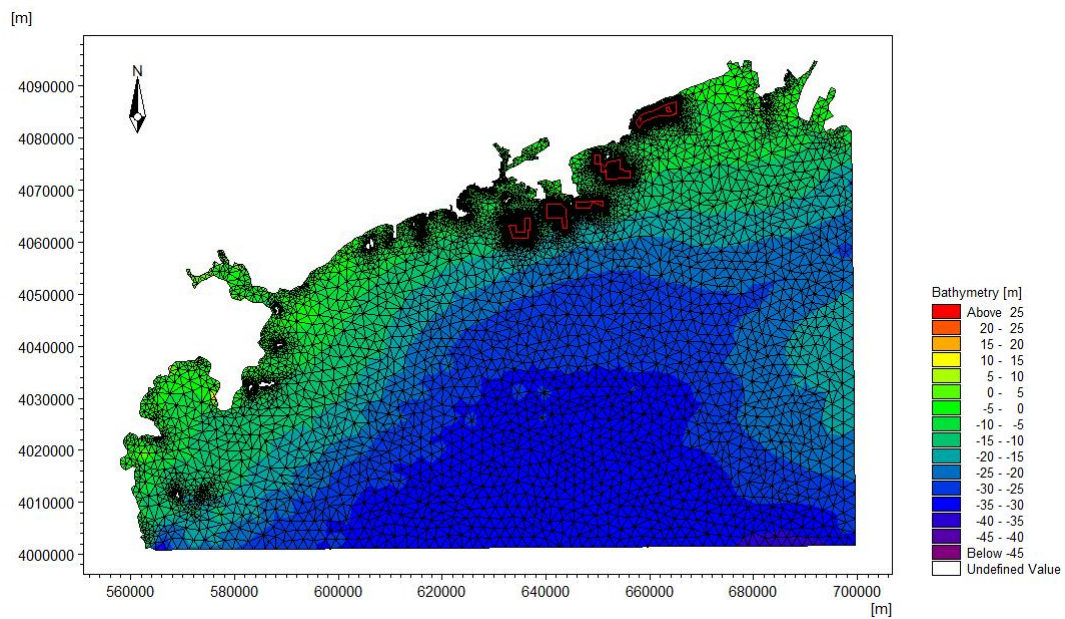 [m]
N
4090000
4080000
4070000
4060000
4050000
4040000
4030000
4020000
4010000
4000000
560000 580000 600000 620000 640000 660000 680000 700000
[m]
Bathymetry [m]
Above 25
20 - 25
15 - 20
10 - 15
5 - 10
0 - 5
-5 - 0
-10 - -5
-15 - -10
-20 - -15
-25 - -20
-30 - -25
-35 - -30
-40 - -35
-45 - -40
Below -45
Undefined Value